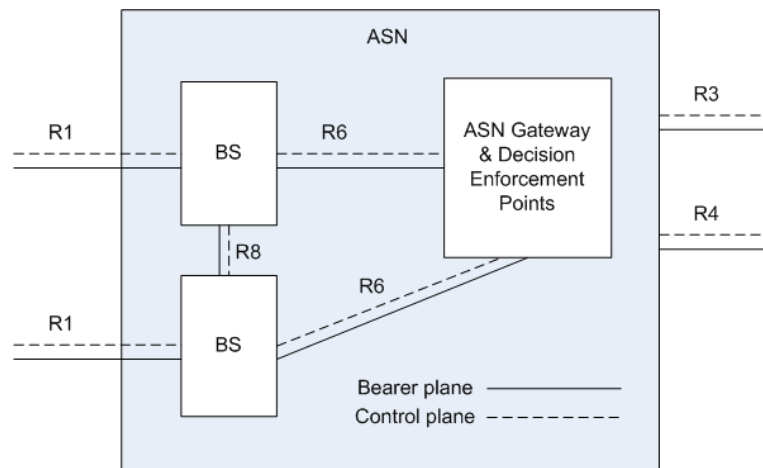 ASN
R1
BS
R6
ASN Gateway
& Decision
Enforcement
Points
R3
R4
R8
R1
BS
R6
Bearer plane
Control plane